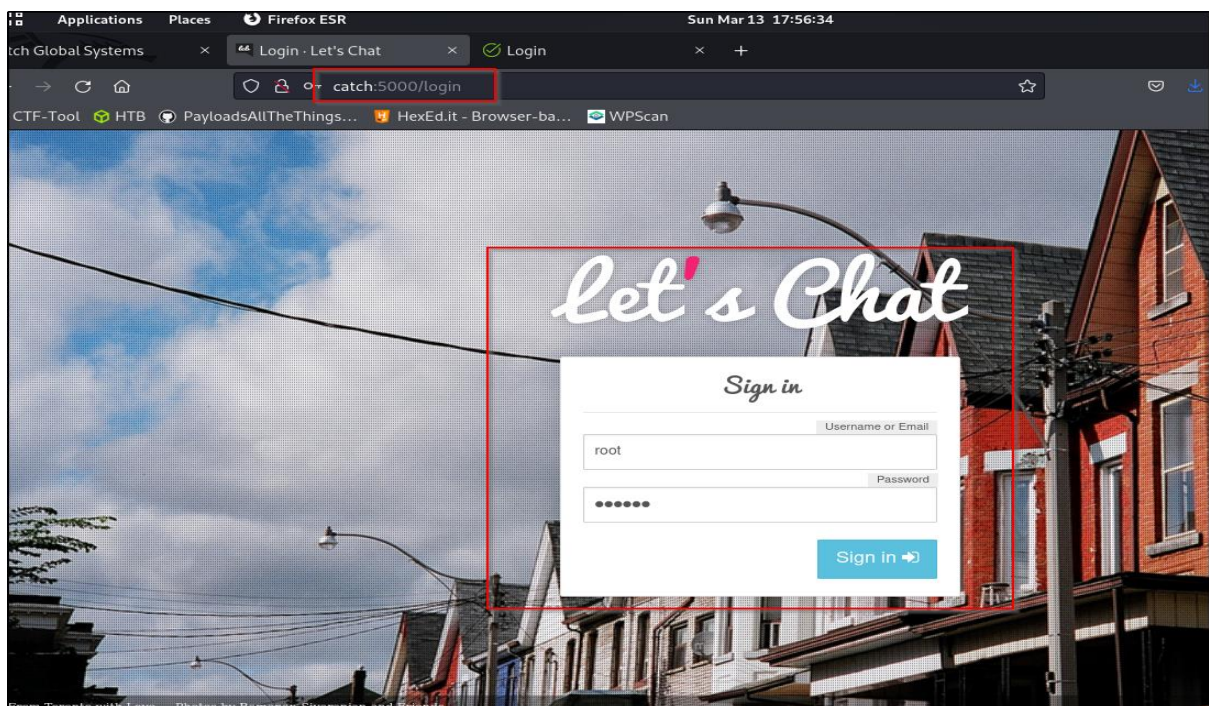 Applications Places Firefox ESR Sun Mar 13 17:56:34
tch Global Systems × Login · Let's Chat × Login × +
catch:5000/login
CTF-Tool HTB PayloadsAllTheThings... HexEd.it - Browser-ba... WPScan
Let's Chat
Sign in
Username or Email
root
Password
••••••
Sign in